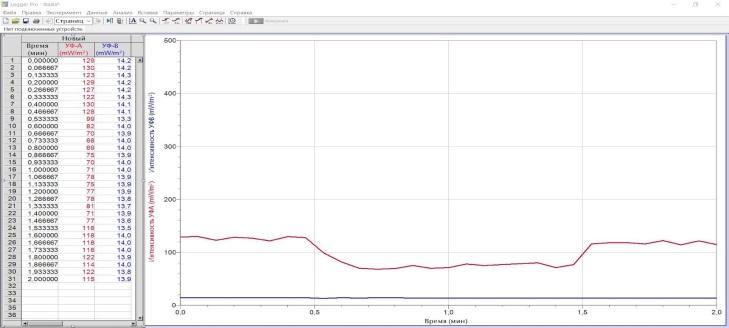 Logger Pro - Вайл*
Файл Правка Эксперимент Данные Анализ Вставка Параметры Страница Справка
Страниц
Нет подключенных устройств.
Новый
Время УФ-А УФ-В
(мин) (mW/m²) (mW/m²)
1 0,000000 129 14,2
2 0,066667 130 14,2
3 0,133333 123 14,3
4 0,200000 129 14,2
5 0,266667 127 14,2
6 0,333333 122 14,3
7 0,400000 130 14,1
8 0,466667 128 14,1
9 0,533333 99 13,3
10 0,600000 82 14,0
11 0,666667 70 13,9
12 0,733333 68 14,0
13 0,800000 69 14,0
14 0,866667 75 13,9
15 0,933333 70 14,0
16 1,000000 71 14,0
17 1,066667 78 13,9
18 1,133333 75 13,9
19 1,200000 77 13,9
20 1,266667 78 13,8
21 1,333333 81 13,7
22 1,400000 71 13,9
23 1,466667 77 13,6
24 1,533333 116 13,5
25 1,600000 118 14,0
26 1,666667 118 14,0
27 1,733333 116 14,0
28 1,800000 122 13,9
29 1,866667 114 14,0
30 1,933333 122 13,8
31 2,000000 115 13,9
32
33
34
35
36
Интенсивность УФВ (mW/m²)
Интенсивность УФА (mW/m²)
600
400
300
200
100
0
0,0 0,5 1,0 1,5 2,0
Время (мин)